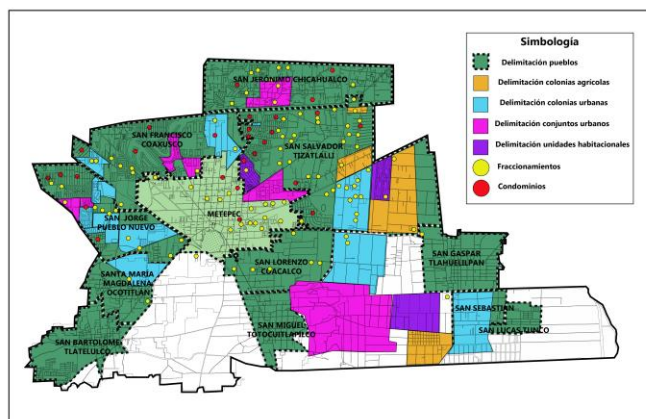 Simbología
Delimitación pueblos
Delimitación colonias agrícolas
Delimitación colonias urbanas
Delimitación conjuntos urbanos
Delimitación unidades habitacionales
Fraccionamientos
Condominios
SAN JERÓNIMO CHICAHUALCO
SAN FRANCISCO
COAXUSCO
SAN SALVADOR
TIZATLALLI
METEPEC
SAN JORGE
PUEBLO NUEVO
SAN LORENZO
COACALCO
SAN GASPAR
TLAHUELILPAN
SANTA MARÍA
MAGDALENA
OCOTITLÁN
SAN SEBASTIÁN
SAN MIGUEL
TOTOCUITLAPILCO
SAN LUCAS TUNCO
SAN BARTOLOMÉ
TLATELULCO